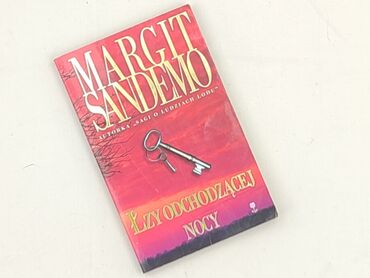 MARGIT
SANDEMO
AUTORKA „SAGI O LUDZIACH LODU"
ŁZY ODCHODZĄCEJ
NOCY